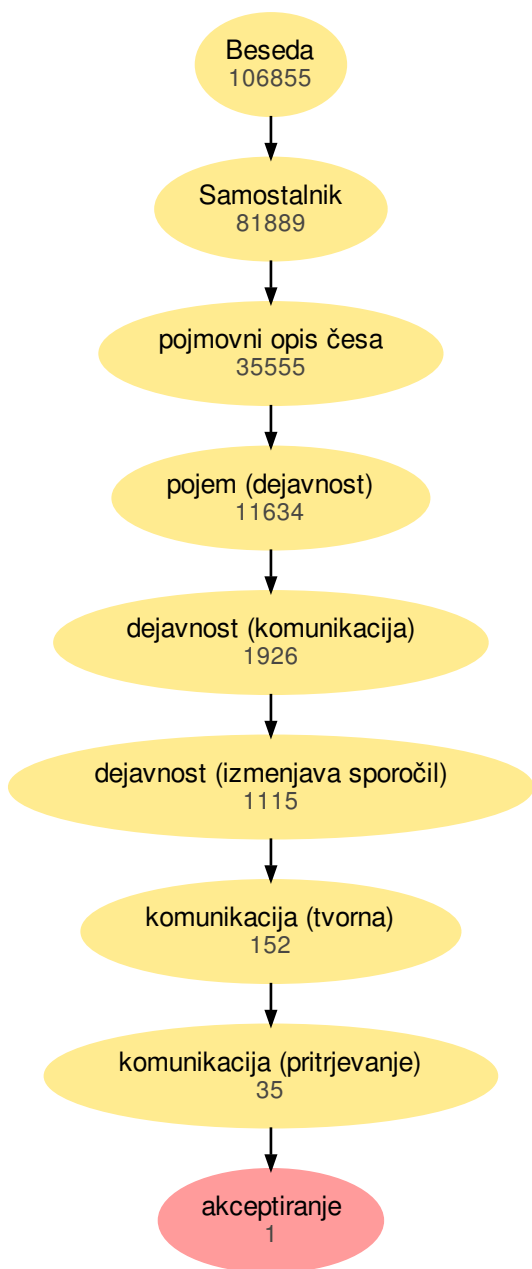 Beseda
106855
Samostalnik
81889
pojmovni opis česa
35555
pojem (dejavnost)
11634
dejavnost (komunikacija)
1926
dejavnost (izmenjava sporočil)
1115
komunikacija (tvorna)
152
komunikacija (pritrjevanje)
35
akceptiranje
1